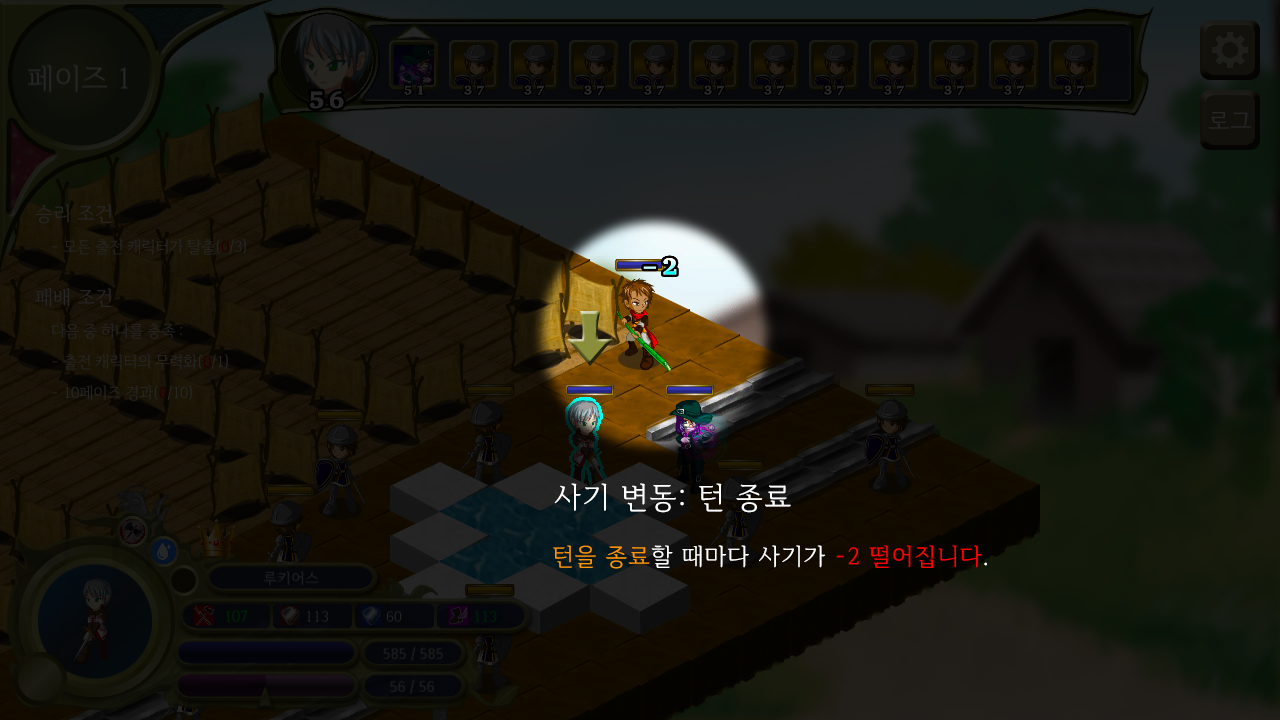 페이즈 1
56
51 37 37 37 37 37 37 37 37 37 37 37
로그
승리 조건
- 모든 출전 캐릭터가 탈출(0/3)
패배 조건
다음 중 하나를 충족 :
- 출전 캐릭터의 무력화(0/1)
- 10페이즈 경과(0/10)
-2
사기 변동: 턴 종료
턴을 종료할 때마다 사기가 -2 떨어집니다.
루키어스
107 113 60 113
585 / 585
56 / 56